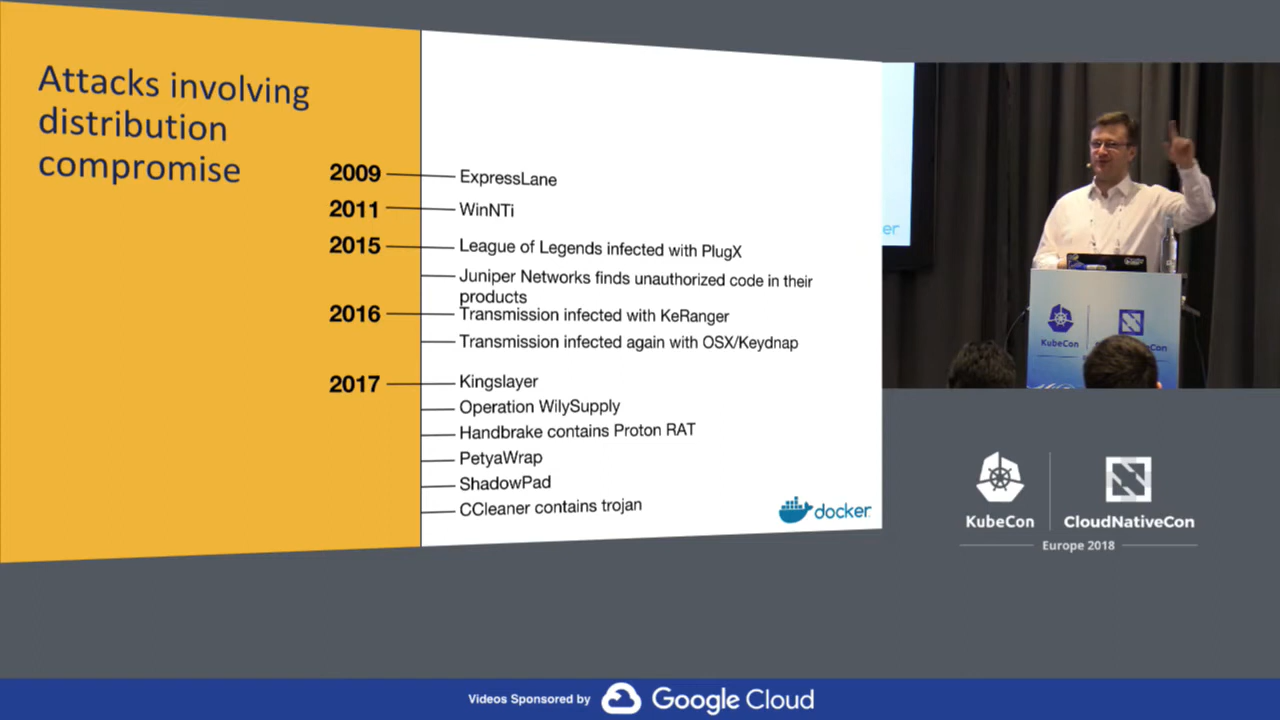 Attacks involving
distribution
compromise
2009
ExpressLane
2011
WinNTi
2015
League of Legends infected with PlugX
Juniper Networks finds unauthorized code in their
products
2016
Transmission infected with KeRanger
Transmission infected again with OSX/Keydnap
2017
Kingslayer
Operation WilySupply
Handbrake contains Proton RAT
PetyaWrap
ShadowPad
CCleaner contains trojan
docker
er
KubeCon
Con
KubeCon
CloudNativeCon
Europe 2018
Videos Sponsored by Google Cloud